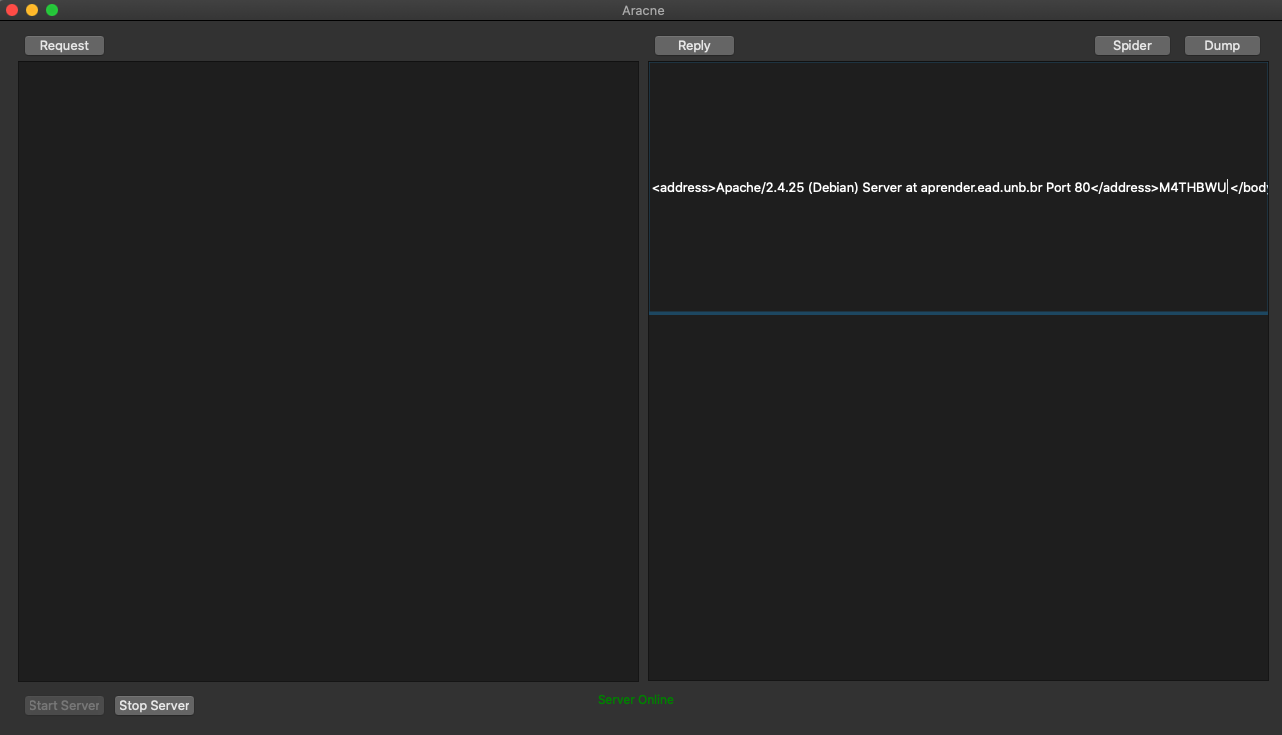 Aracne
Request
Reply
Spider
Dump
<address>Apache/2.4.25 (Debian) Server at aprender.ead.unb.br Port 80</address>M4THBWU</body
Start Server
Stop Server
Server Online